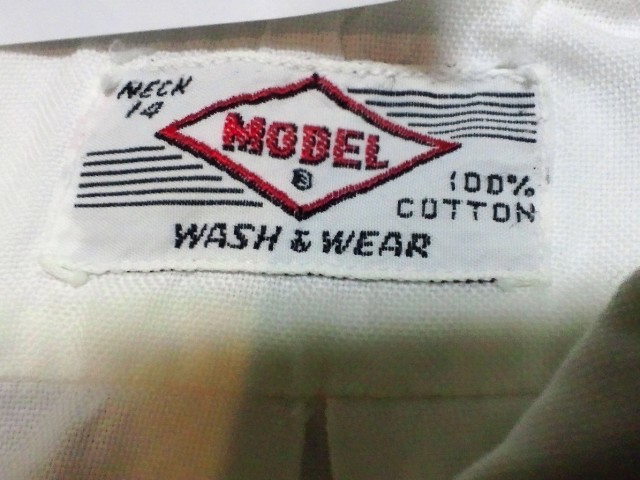 NECK
14
MODEL
®
100%
COTTON
WASH & WEAR